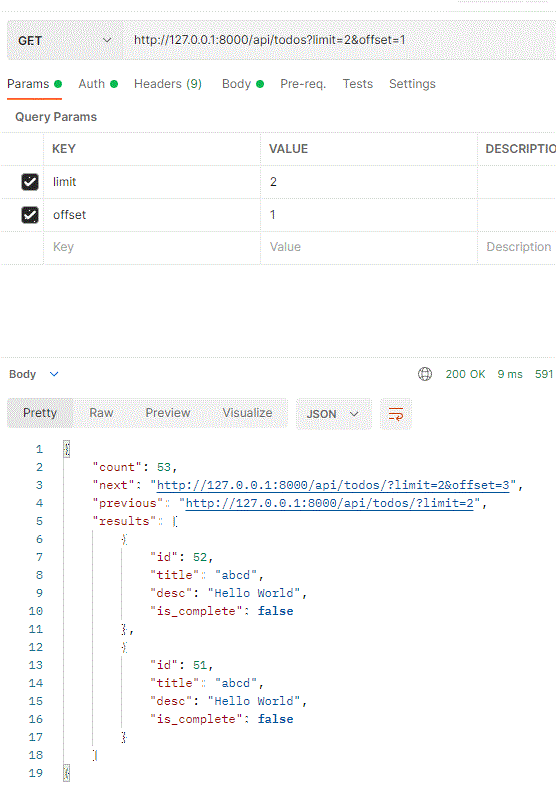 GET http://127.0.0.1:8000/api/todos?limit=2&offset=1
Params Auth Headers (9) Body Pre-req. Tests Settings
Query Params
KEY VALUE DESCRIPTIO
limit 2
offset 1
Key Value Description
Body 200 OK 9 ms 591
Pretty Raw Preview Visualize JSON
1 {
2 "count": 53,
3 "next": "http://127.0.0.1:8000/api/todos/?limit=2&offset=3",
4 "previous": "http://127.0.0.1:8000/api/todos/?limit=2",
5 "results": [
6 {
7 "id": 52,
8 "title": "abcd",
9 "desc": "Hello World",
10 "is_complete": false
11 },
12 {
13 "id": 51,
14 "title": "abcd",
15 "desc": "Hello World",
16 "is_complete": false
17 }
18 ]
19 }